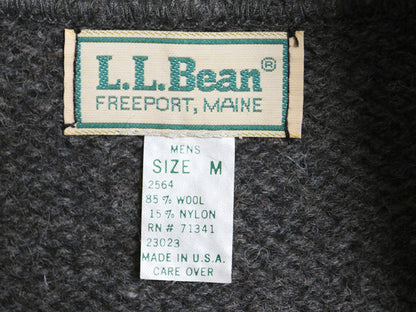 L.L.Bean®
FREEPORT, MAINE
MENS
SIZE M
2564
85% WOOL
15% NYLON
RN # 71341
23023
MADE IN U.S.A.
CARE OVER